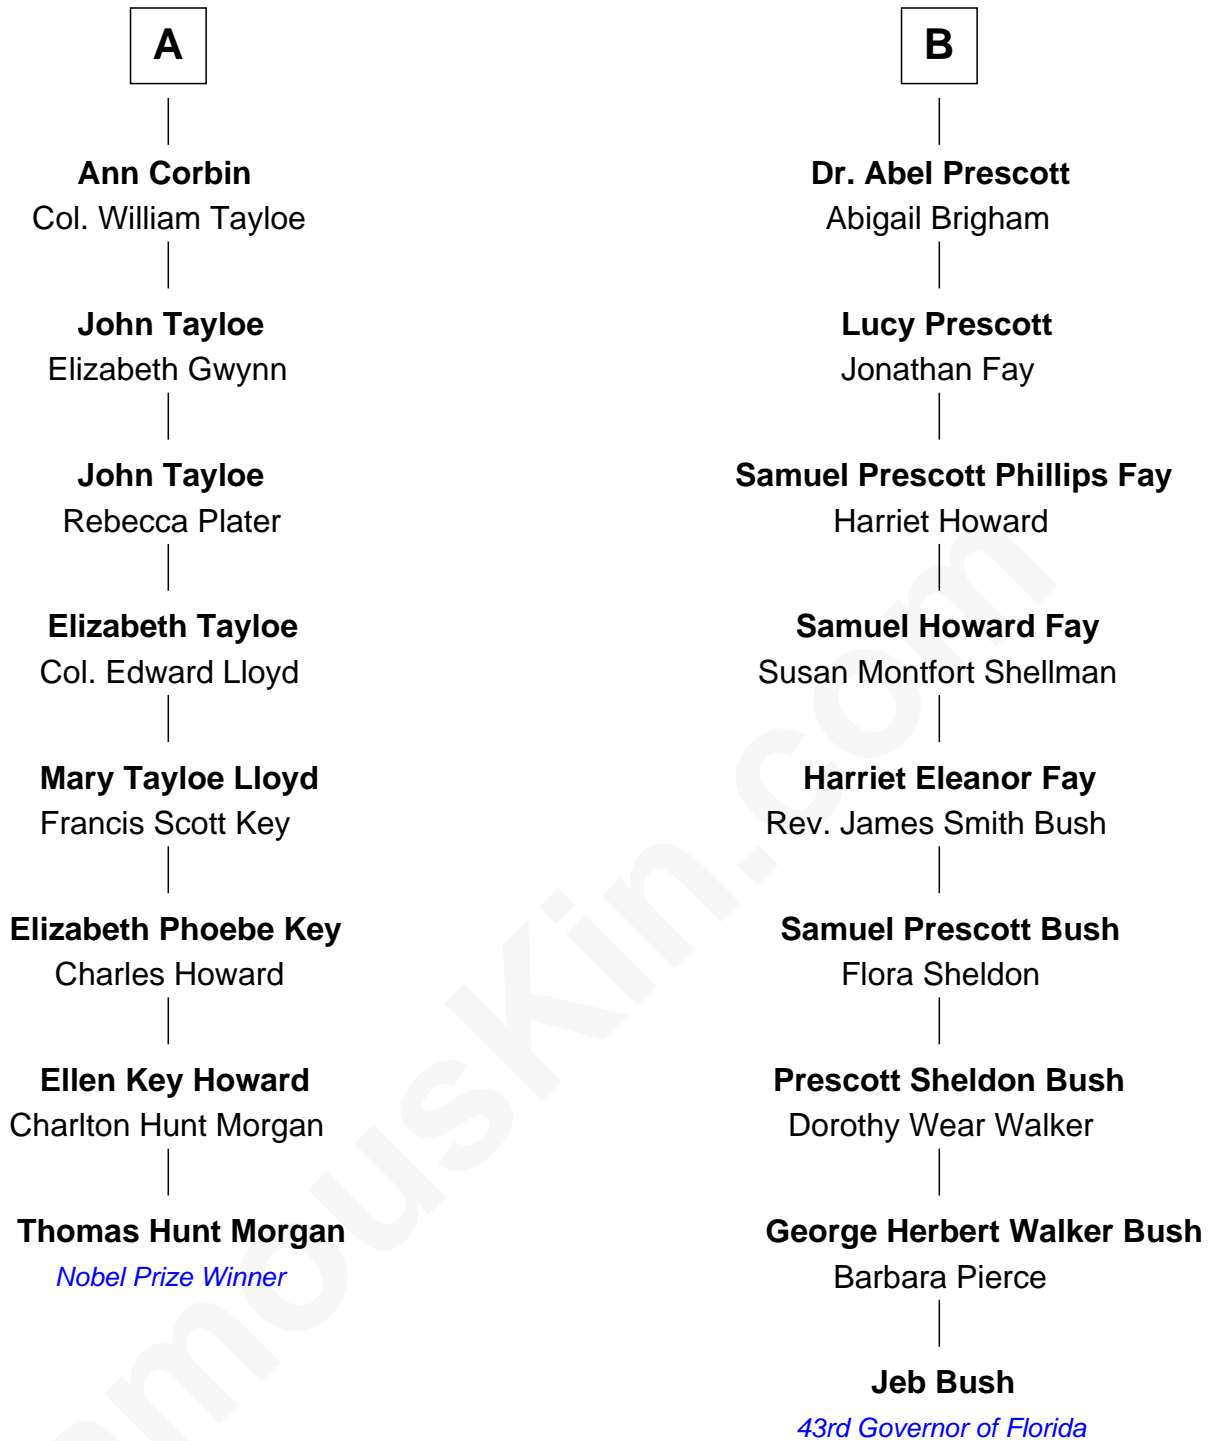 A
Ann Corbin
Col. William Tayloe
John Tayloe
Elizabeth Gwynn
John Tayloe
Rebecca Plater
Elizabeth Tayloe
Col. Edward Lloyd
Mary Tayloe Lloyd
Francis Scott Key
Elizabeth Phoebe Key
Charles Howard
Ellen Key Howard
Charlton Hunt Morgan
Thomas Hunt Morgan
Nobel Prize Winner
B
Dr. Abel Prescott
Abigail Brigham
Lucy Prescott
Jonathan Fay
Samuel Prescott Phillips Fay
Harriet Howard
Samuel Howard Fay
Susan Montfort Shellman
Harriet Eleanor Fay
Rev. James Smith Bush
Samuel Prescott Bush
Flora Sheldon
Prescott Sheldon Bush
Dorothy Wear Walker
George Herbert Walker Bush
Barbara Pierce
Jeb Bush
43rd Governor of Florida
amousKin.com